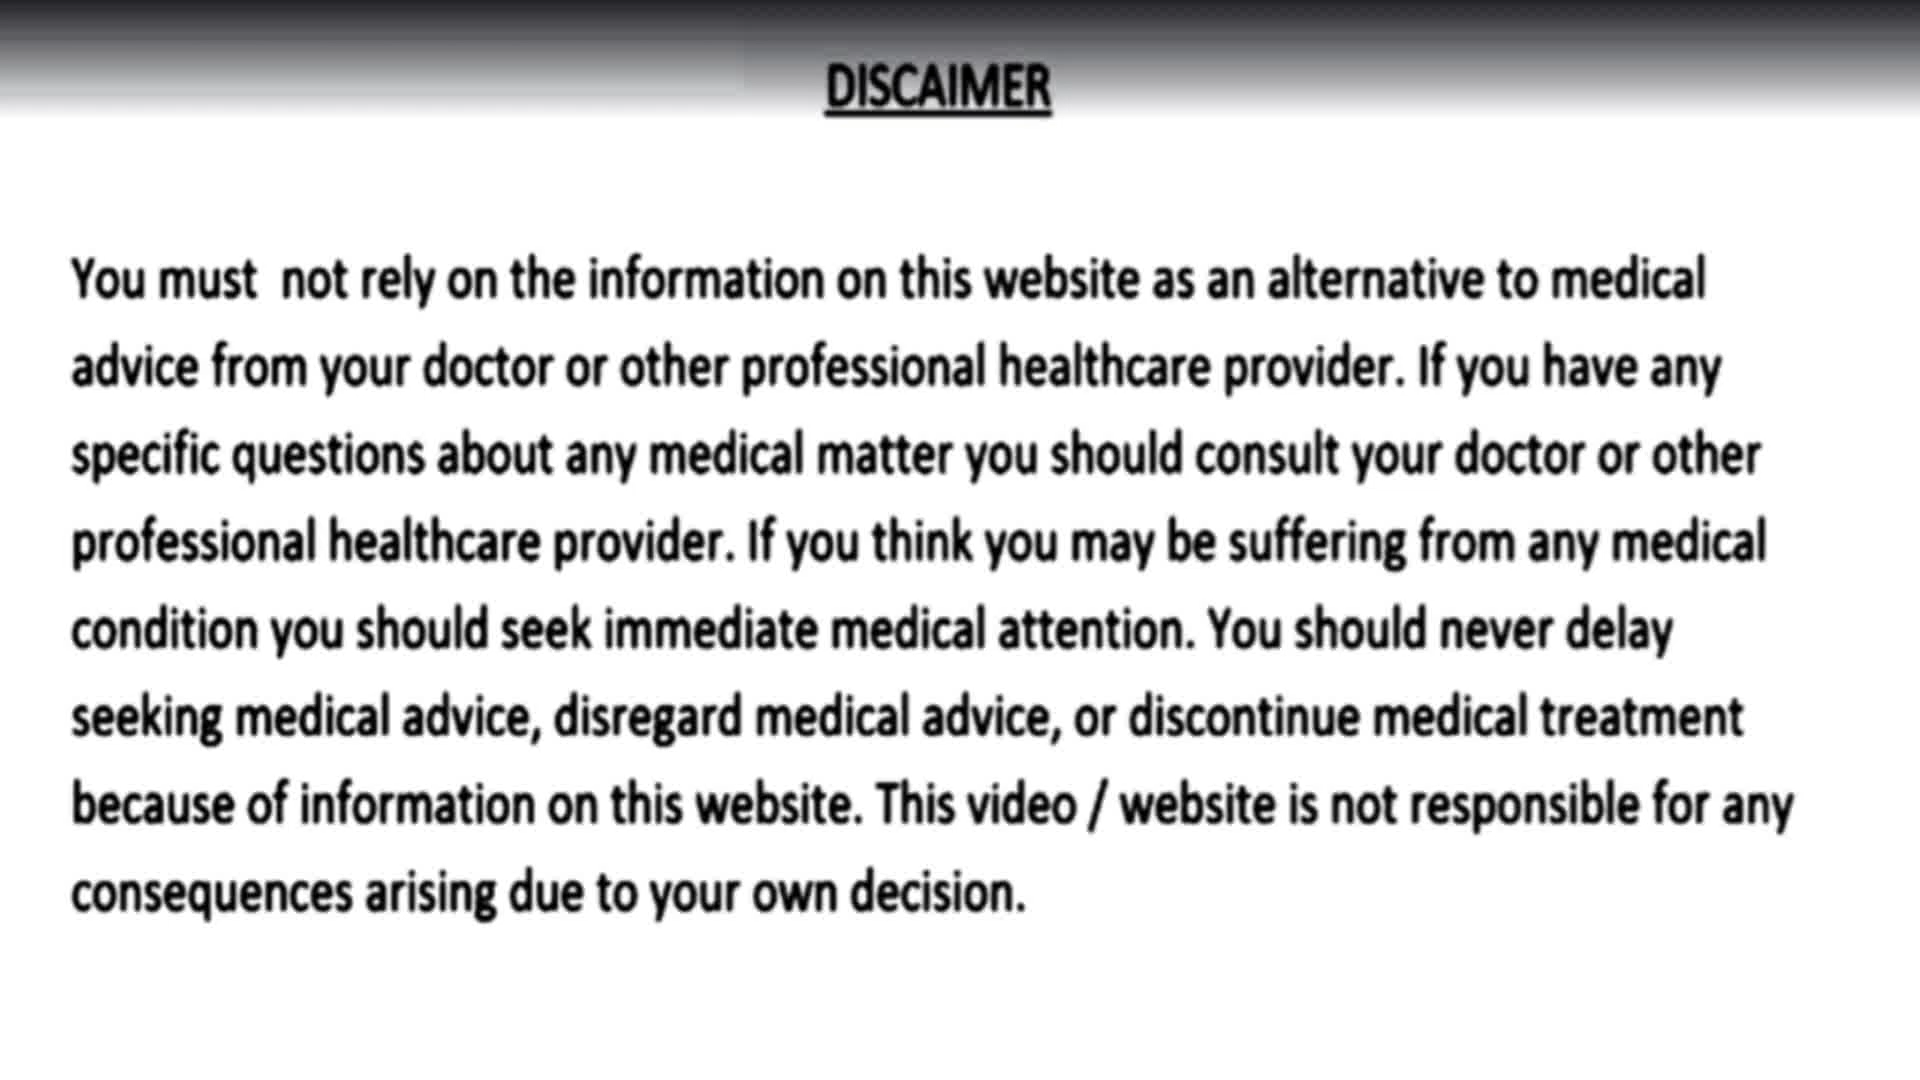 DISCAIMER
You must  not rely on the information on this website as an alternative to medical
advice from your doctor or other professional healthcare provider. If you have any
specific questions about any medical matter you should consult your doctor or other
professional healthcare provider. If you think you may be suffering from any medical
condition you should seek immediate medical attention. You should never delay
seeking medical advice, disregard medical advice, or discontinue medical treatment
because of information on this website. This video / website is not responsible for any
consequences arising due to your own decision.